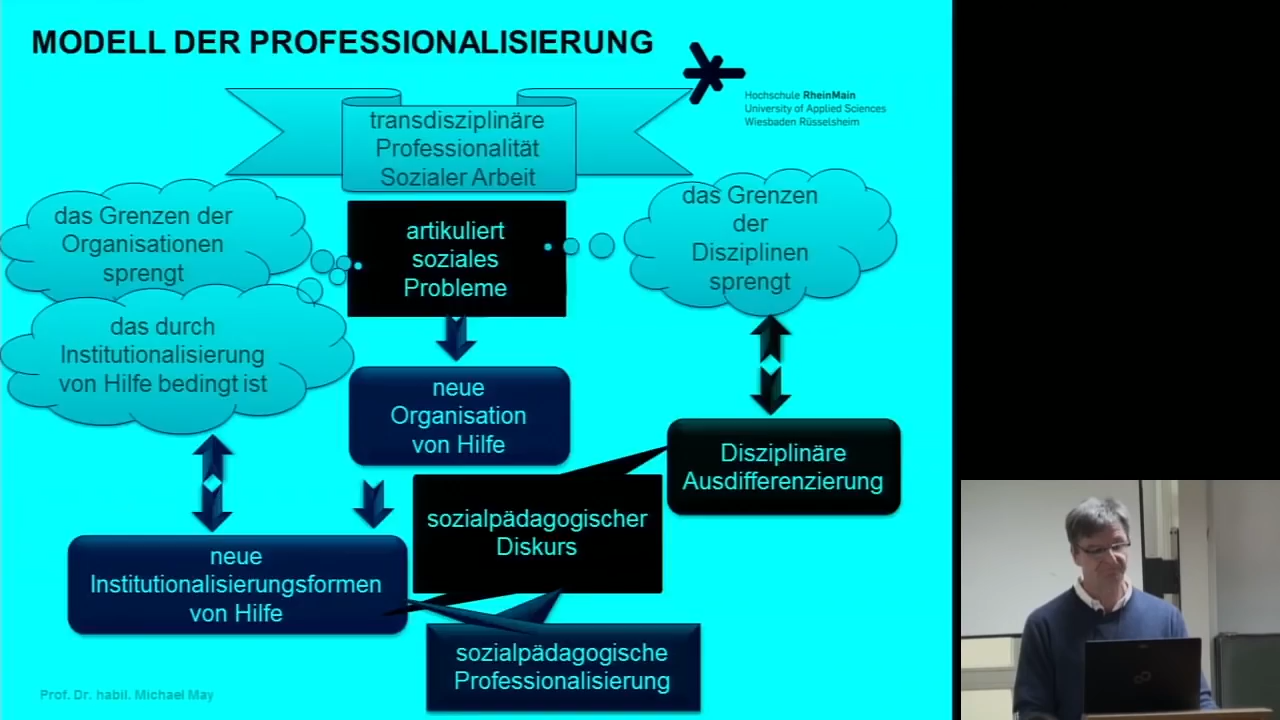 MODELL DER PROFESSIONALISIERUNG
Hochschule RheinMain
University of Applied Sciences
Wiesbaden Rüsselsheim
transdisziplinäre
Professionalität
Sozialer Arbeit
das Grenzen der
Organisationen
sprengt
artikuliert
soziales
Probleme
das Grenzen
der
Disziplinen
sprengt
das durch
Institutionalisierung
von Hilfe bedingt ist
neue
Organisation
von Hilfe
Disziplinäre
Ausdifferenzierung
sozialpädagogischer
Diskurs
neue
Institutionalisierungsformen
von Hilfe
sozialpädagogische
Professionalisierung
Prof. Dr. habil. Michael May